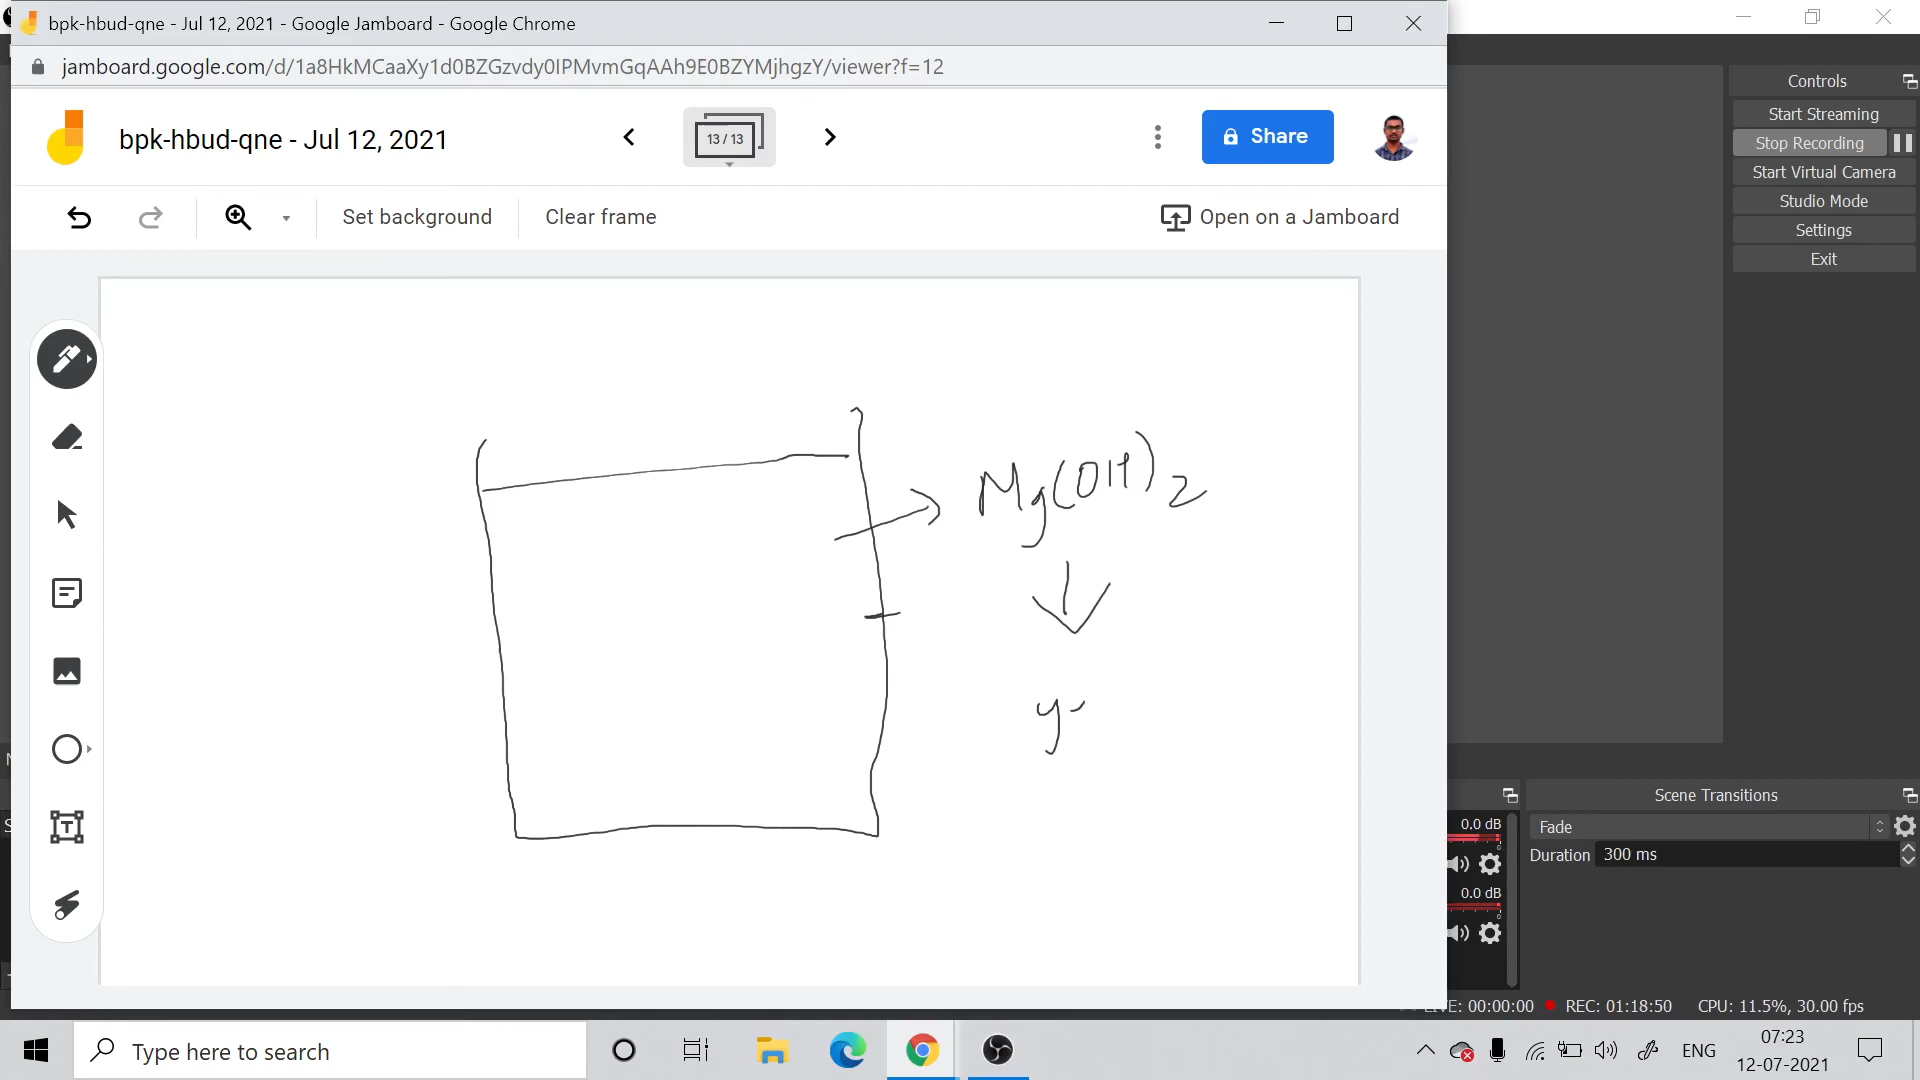 bpk-hbud-qne - Jul 12, 2021 - Google Jamboard - Google Chrome
jamboard.google.com/d/1a8HkMCaaXy1d0BZGzvdy0IPMvmGqAAh9E0BZYMjhgzY/viewer?f=12
bpk-hbud-qne - Jul 12, 2021
13 / 13
Share
Set background
Clear frame
Open on a Jamboard
Mg(OH)2
Controls
Start Streaming
Stop Recording
Start Virtual Camera
Studio Mode
Settings
Exit
Scene Transitions
0.0 dB
Fade
Duration 300 ms
0.0 dB
LIVE: 00:00:00
REC: 01:18:50
CPU: 11.5%, 30.00 fps
Type here to search
ENG
07:23
12-07-2021